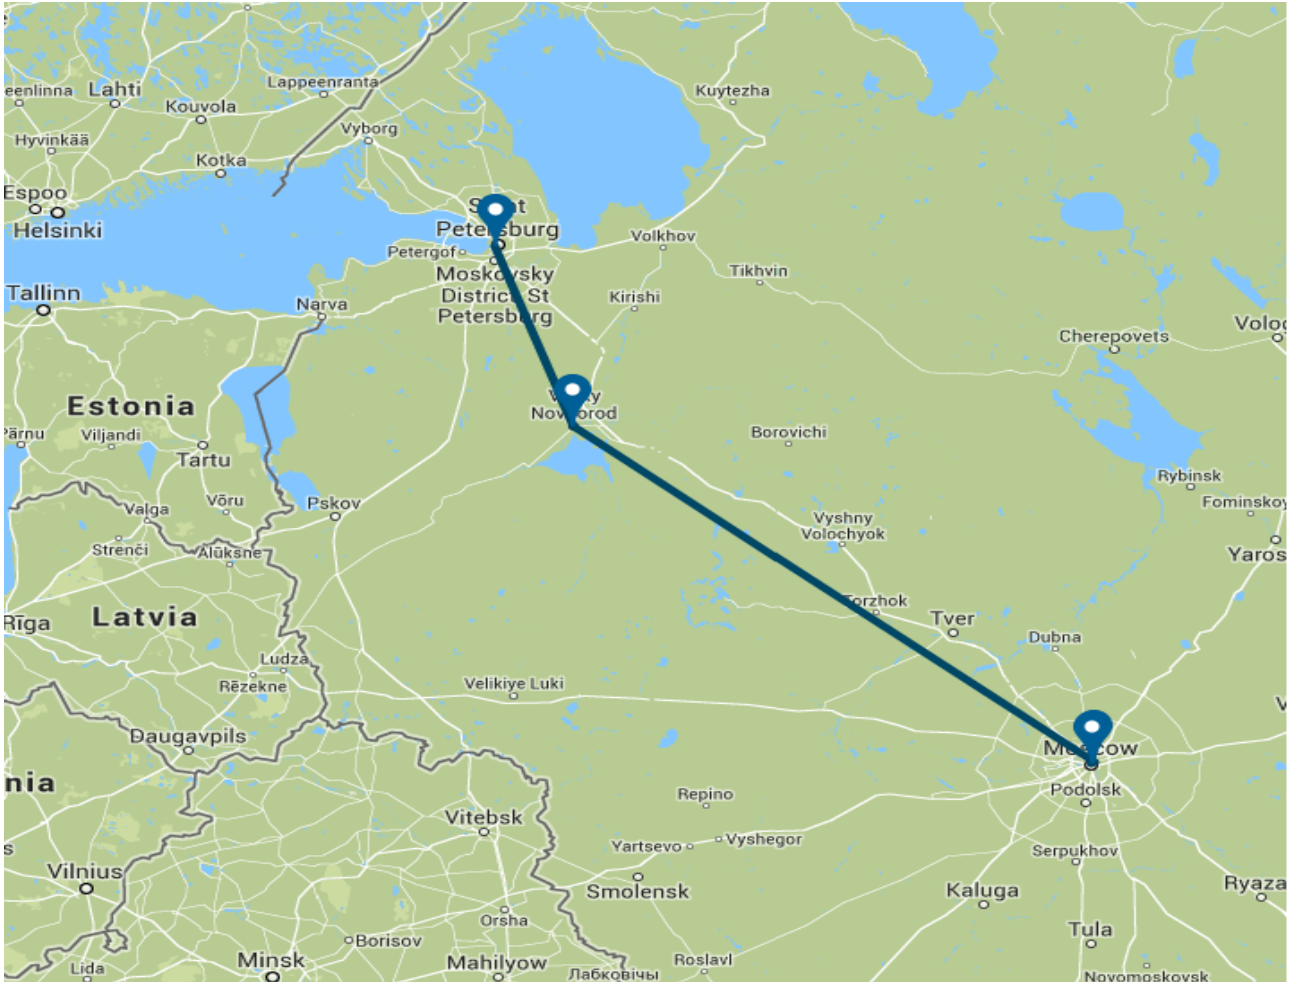 eenlinna
Lahti
Lappeenranta
Kouvola
Kuytezha
Hyvinkää
Vyborg
Kotka
Espoo
Helsinki
Petersburg
Volkhov
Petergof
Tikhvin
Moskovsky
District St
Petersburg
Tallinn
Narva
Kirishi
Cherepovets
Estonia
Novgorod
Pärnu
Viljandi
Tartu
Borovichi
Rybinsk
Võru
Pskov
Valga
Fominskoy
Vyshny
Volochyok
Strenči
Alūksne
Yaros
Torzhok
Rīga
Latvia
Tver
Dubna
Ludza
Rēzekne
Velikiye Luki
Daugavpils
Moscow
nia
Podolsk
Repino
Vitebsk
Yartsevo
Vyshegor
Serpukhov
Vilnius
Smolensk
Kaluga
Ryaza
Orsha
Tula
Borisov
Minsk
Mahilyow
Roslavl
Lida
Лабковічы
Novomoskovsk